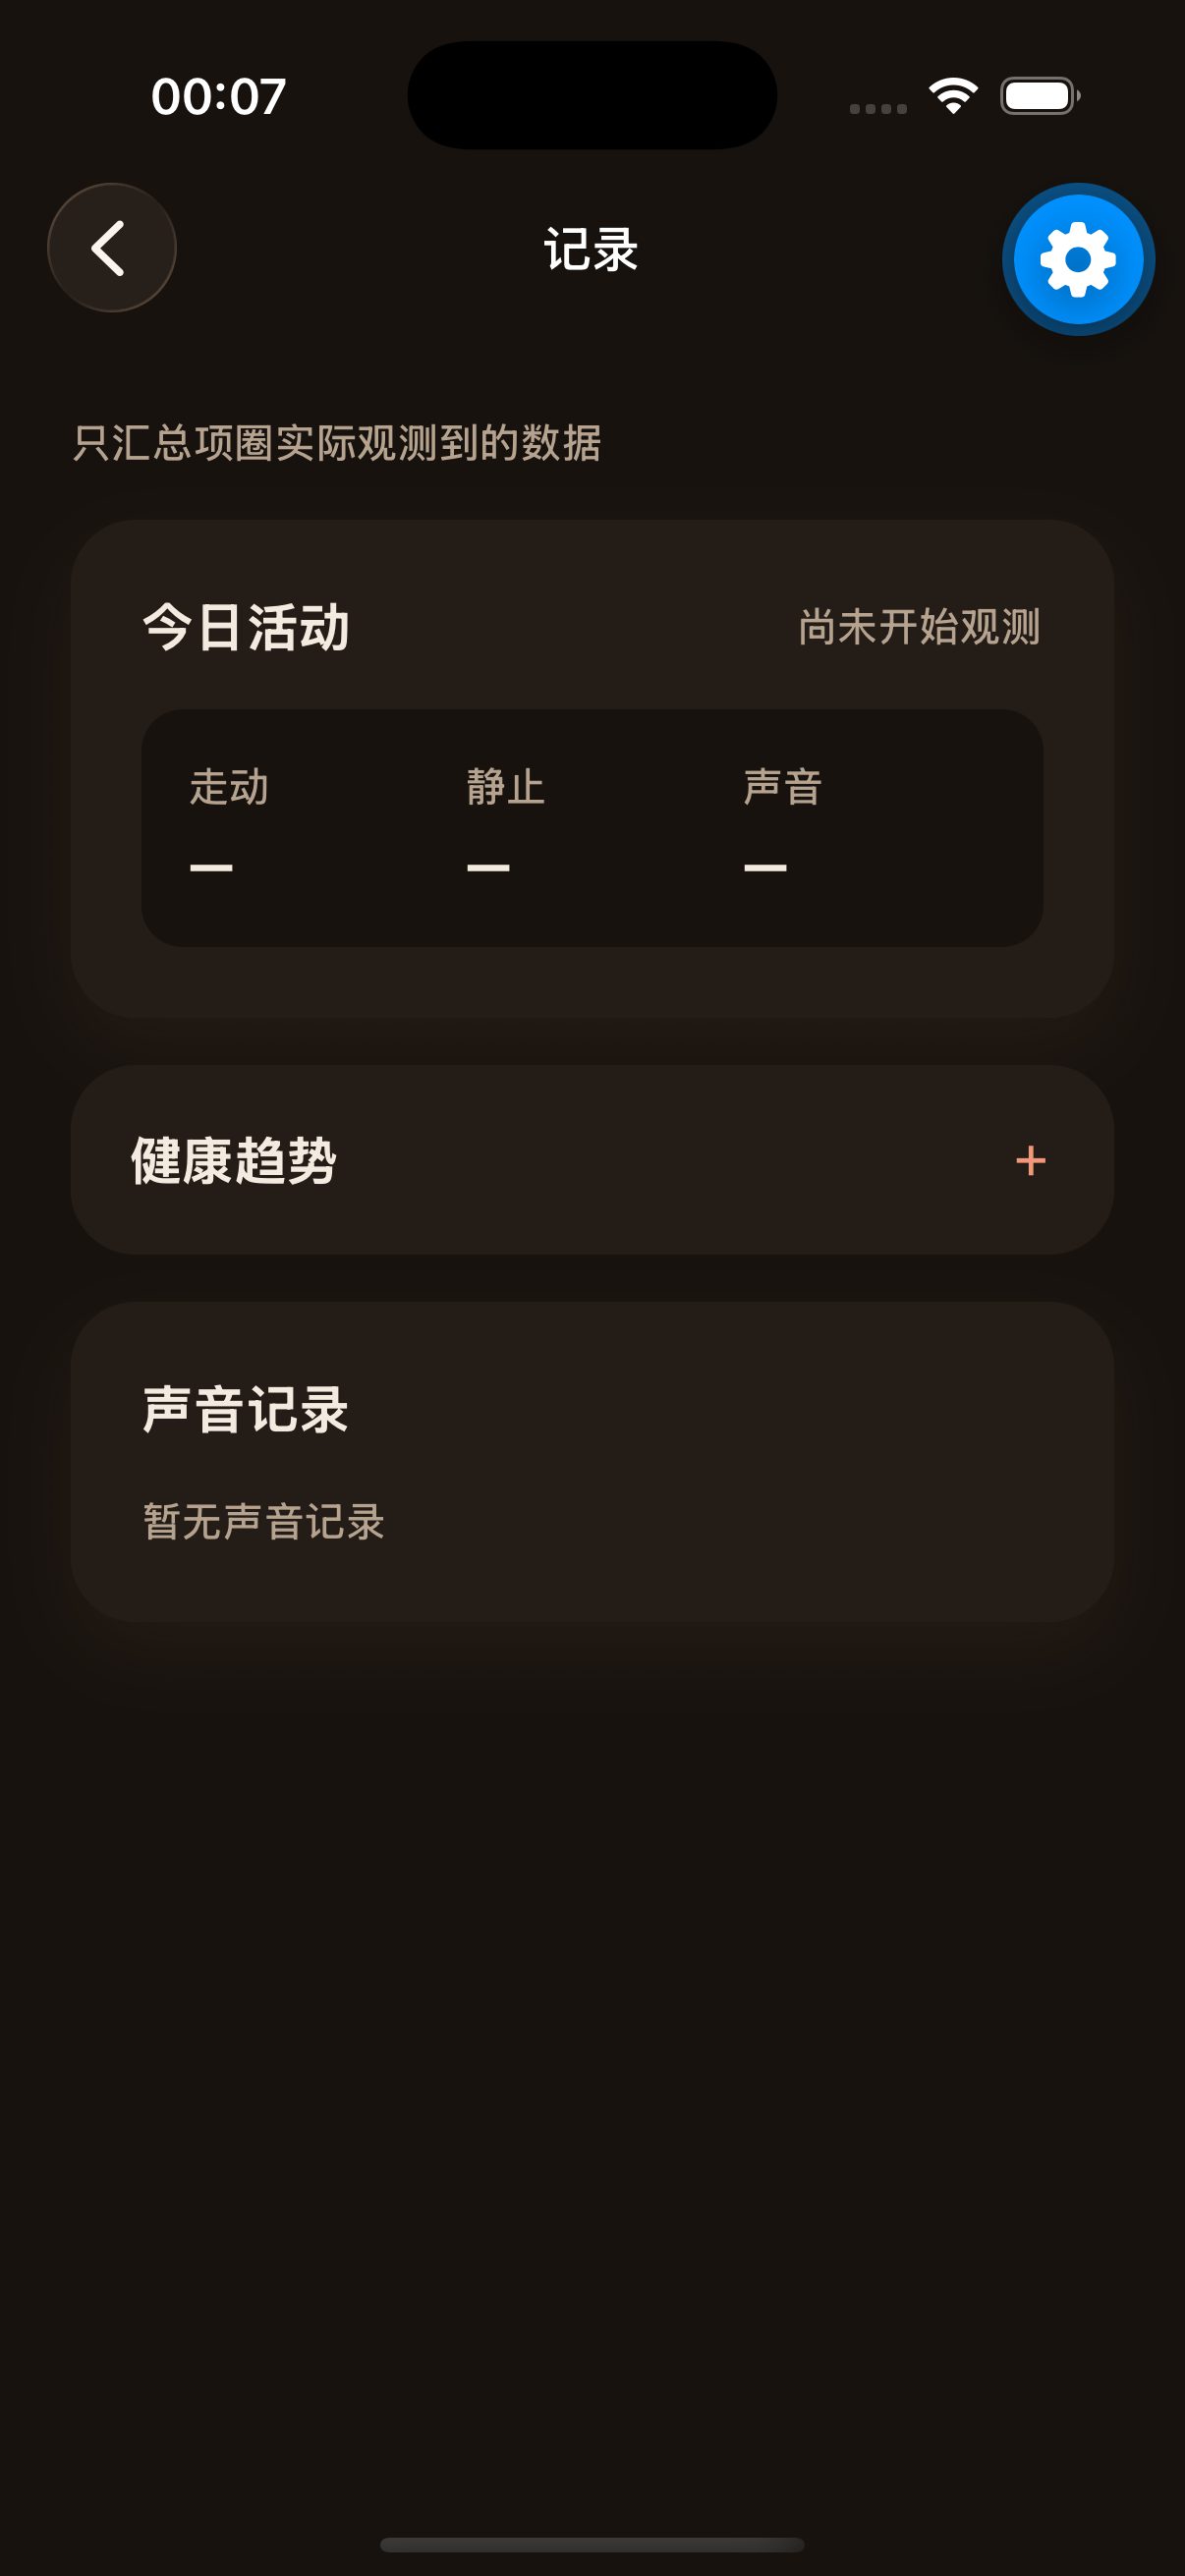 00:07
记录
只汇总项圈实际观测到的数据
今日活动
尚未开始观测
走动 静止 声音
— — —
健康趋势 +
声音记录
暂无声音记录